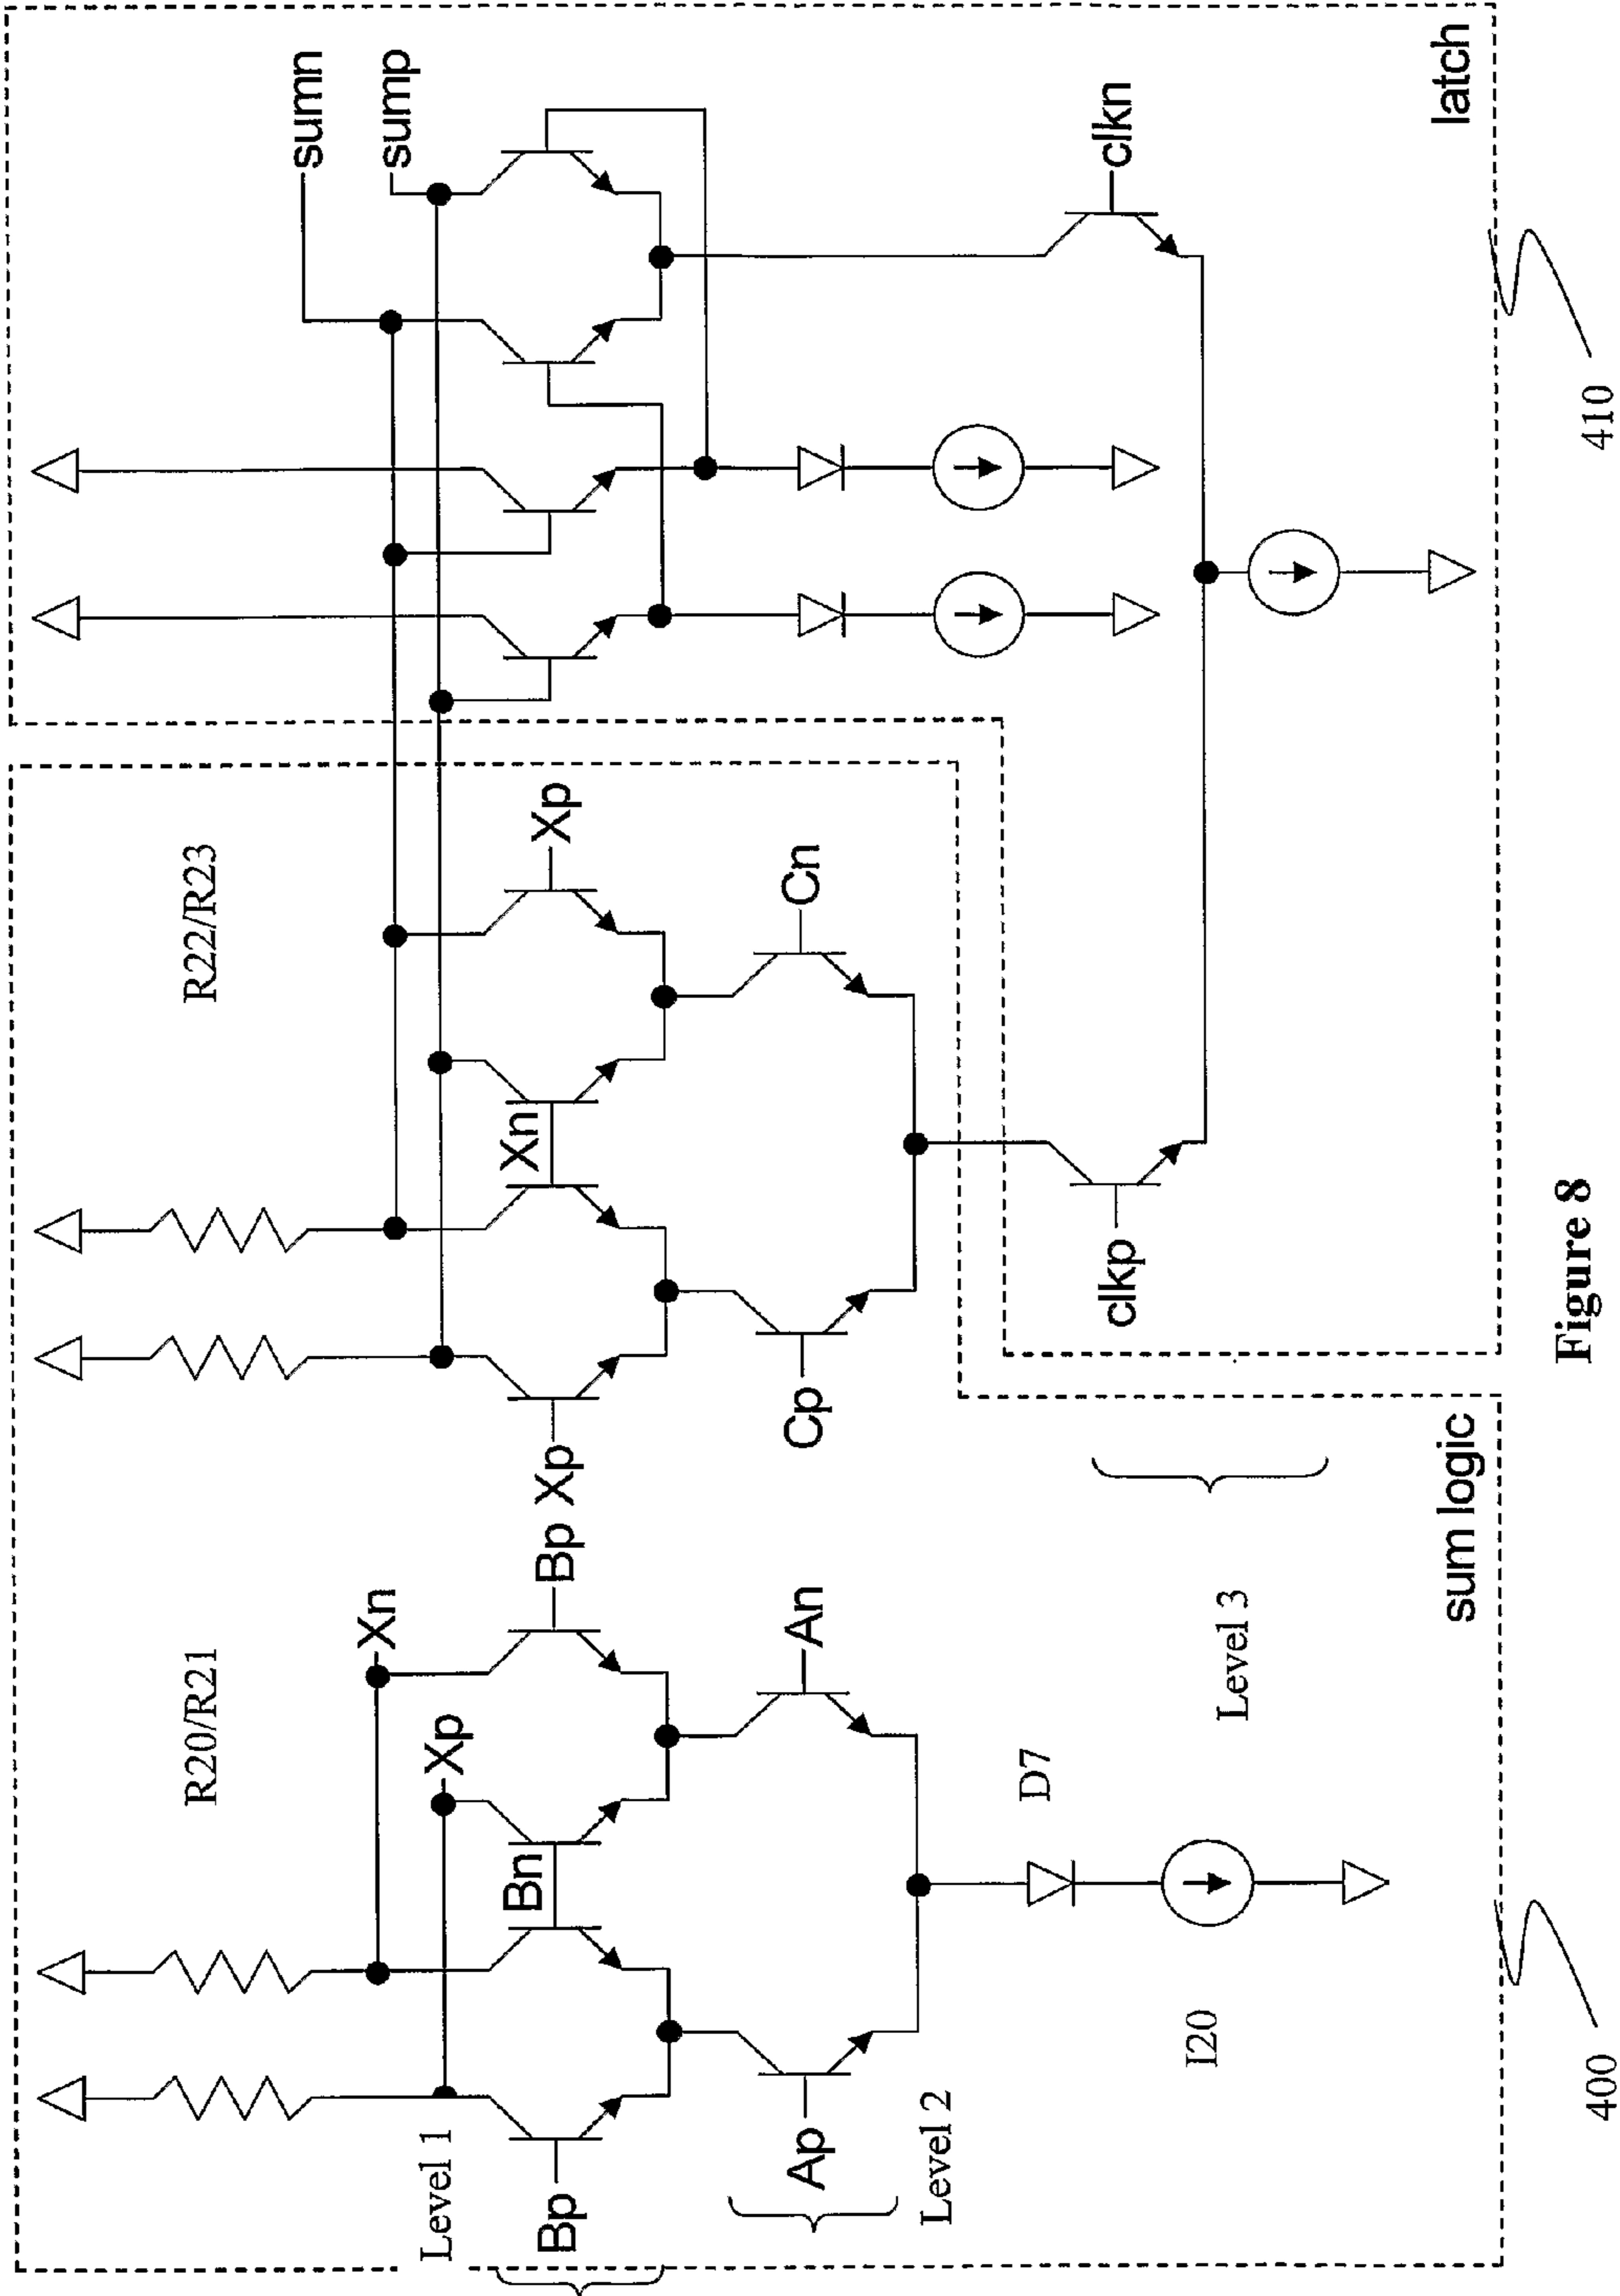 R20/R21
R22/R23
sumn
sump
Xn
Xp
Level 1
Bp
Bn
Bp
Xp
Xn
Xp
Ap
An
Cp
Cn
Level 2
D7
I20
Level 3
clkp
clkn
sum logic
latch
400
410
Figure 8